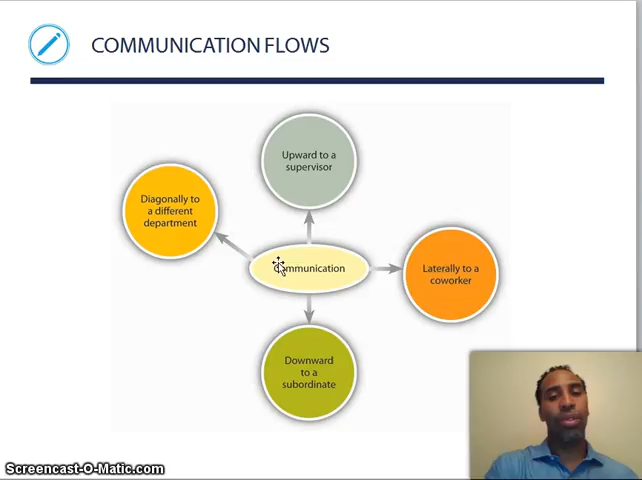 COMMUNICATION FLOWS
Upward to a
supervisor
Diagonally to
a different
department
Communication
Laterally to a
coworker
Downward
to a
subordinate
Screencast-O-Matic.com